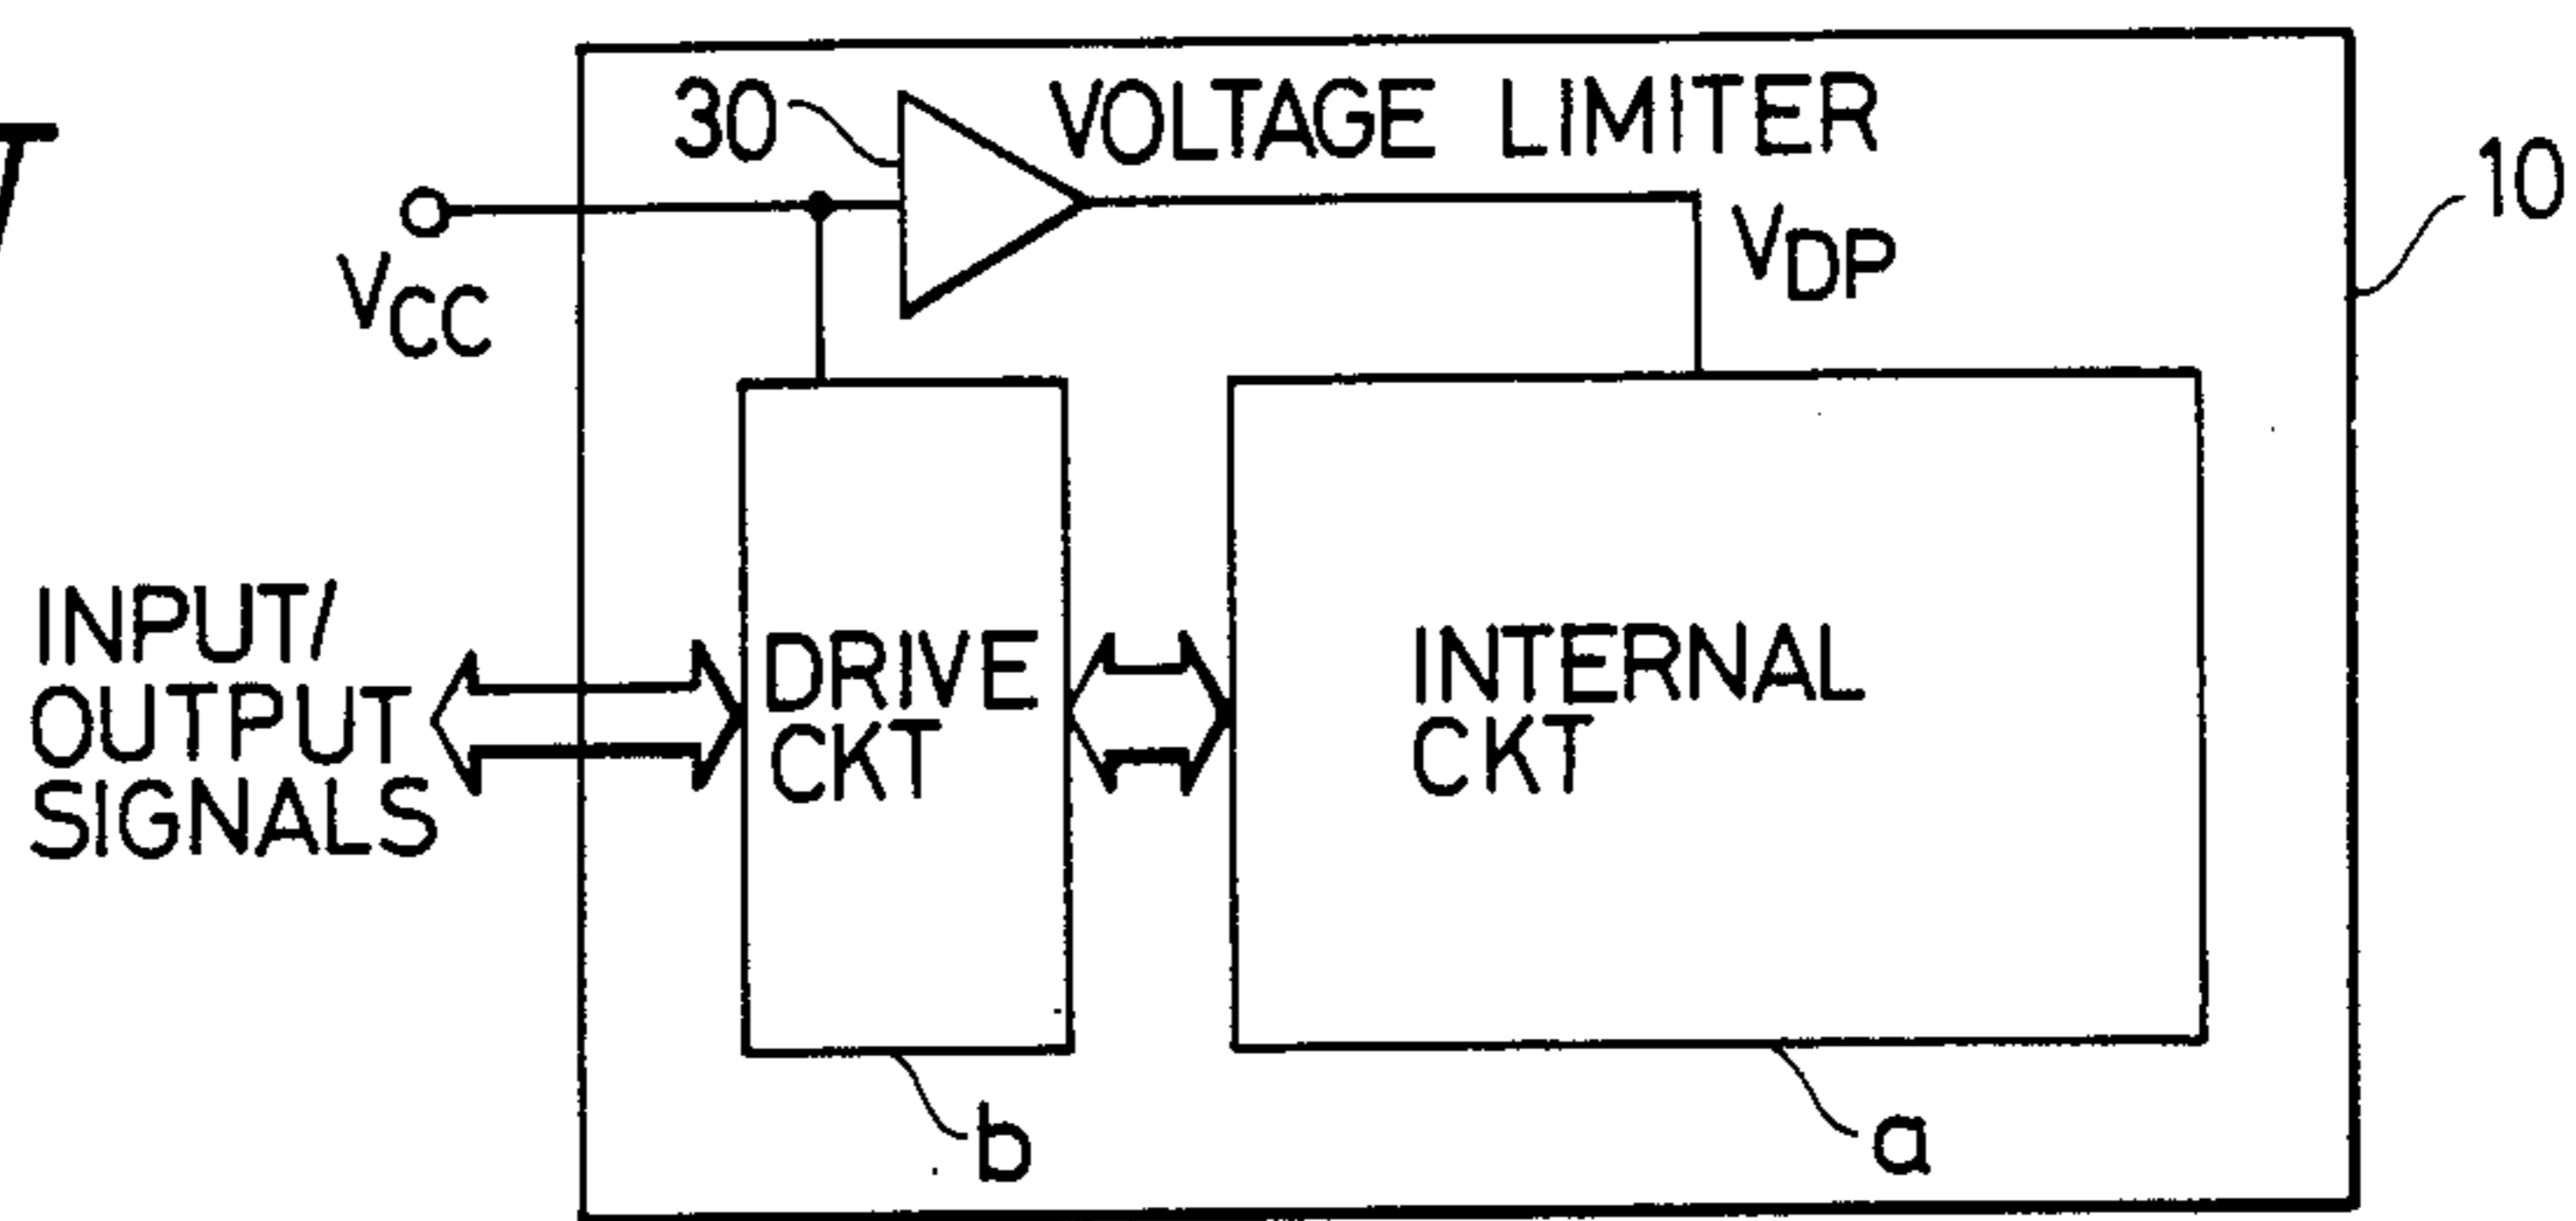 30
VOLTAGE LIMITER
10
VCC
VDP
INPUT/
OUTPUT
SIGNALS
DRIVE
CKT
INTERNAL
CKT
b
a